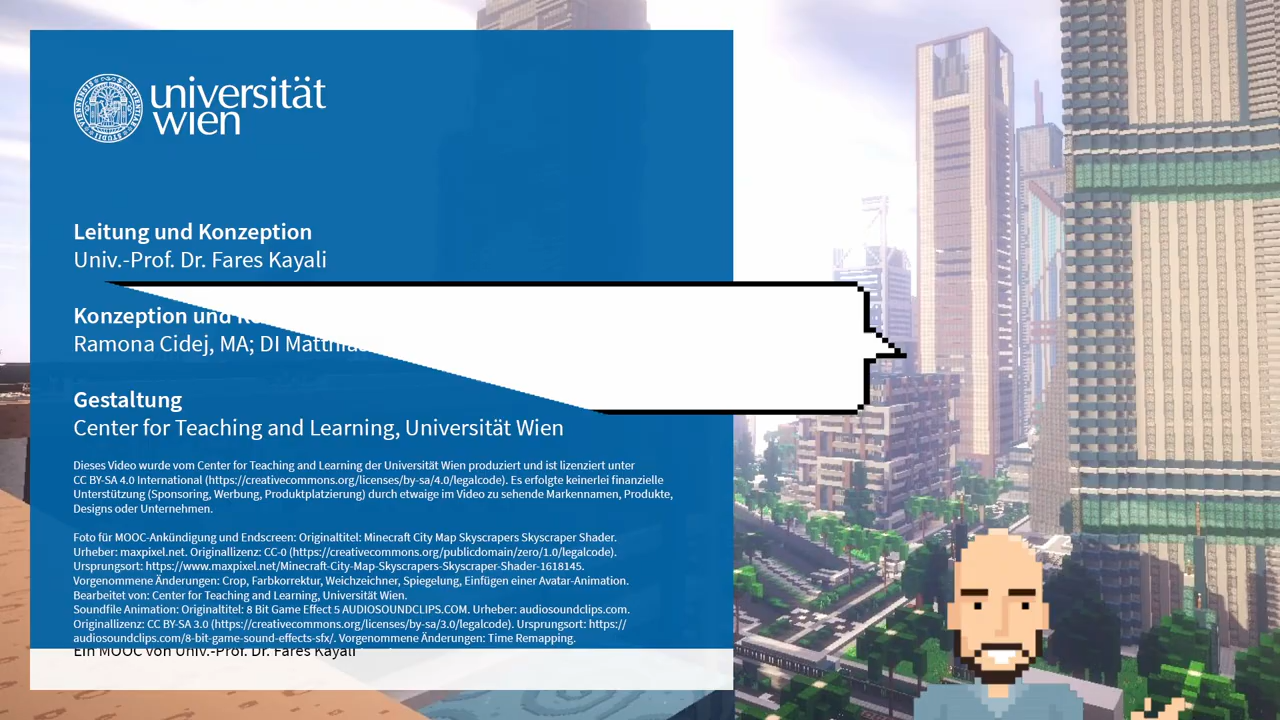 universität
wien
Leitung und Konzeption
Univ.-Prof. Dr. Fares Kayali
Konzeption und
Ramona Cidej, MA; DI Matthias
Gestaltung
Center for Teaching and Learning, Universität Wien
Dieses Video wurde vom Center for Teaching and Learning der Universität Wien produziert und ist lizenziert unter
CC BY-SA 4.0 International (https://creativecommons.org/licenses/by-sa/4.0/legalcode). Es erfolgte keinerlei finanzielle
Unterstützung (Sponsoring, Werbung, Produktplatzierung) durch etwaige im Video zu sehende Markennamen, Produkte,
Designs oder Unternehmen.
Foto für MOOC-Ankündigung und Endscreen: Originaltitel: Minecraft City Map Skyscrapers Skyscraper Shader.
Urheber: maxpixel.net. Originallizenz: CC-0 (https://creativecommons.org/publicdomain/zero/1.0/legalcode).
Ursprungsort: https://www.maxpixel.net/Minecraft-City-Map-Skyscrapers-Skyscraper-Shader-1618145.
Vorgenommene Änderungen: Crop, Farbkorrektur, Weichzeichner, Spiegelung, Einfügen einer Avatar-Animation.
Bearbeitet von: Center for Teaching and Learning, Universität Wien.
Soundfile Animation: Originaltitel: 8 Bit Game Effect 5 AUDIOSOUNDCLIPS.COM. Urheber: audiosoundclips.com.
Originallizenz: CC BY-SA 3.0 (https://creativecommons.org/licenses/by-sa/3.0/legalcode). Ursprungsort: https://
audiosoundclips.com/8-bit-game-sound-effects-sfx/. Vorgenommene Änderungen: Time Remapping.
Ein MOOC von Univ.-Prof. Dr. Fares Kayali